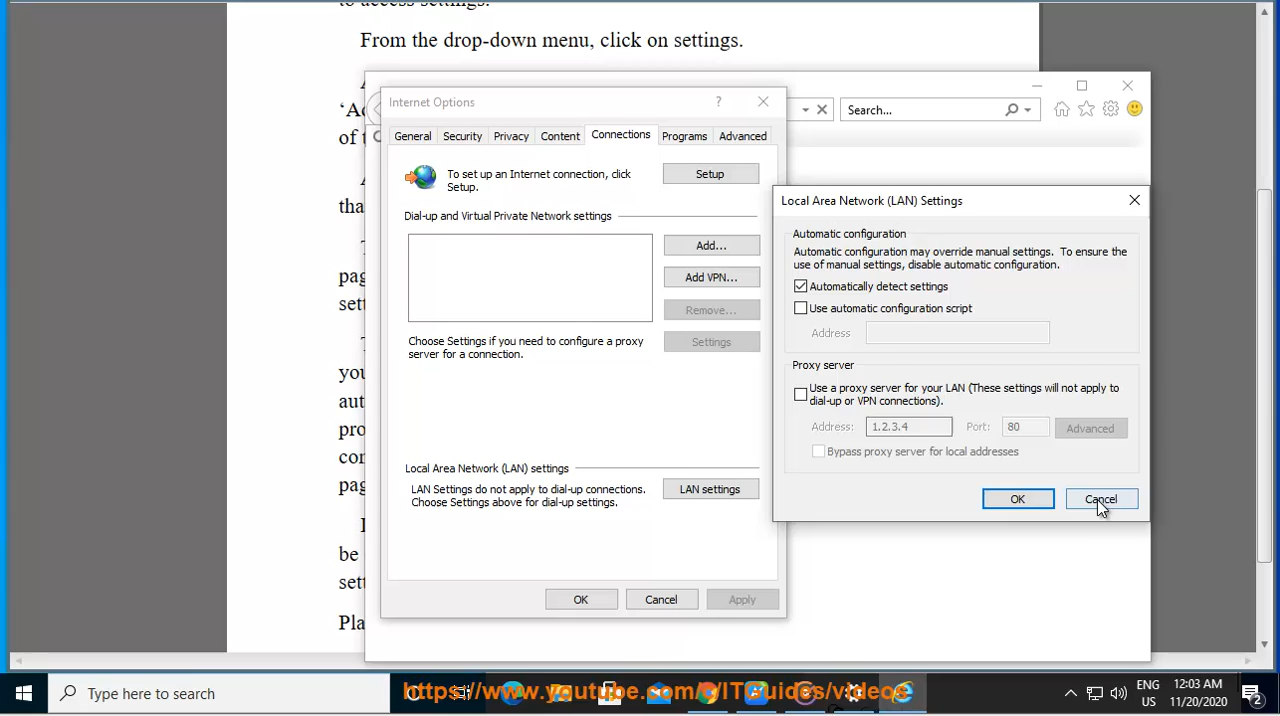 to access settings.
From the drop-down menu, click on settings.
Internet Options
?
Search...
‘Ac
of t
General Security Privacy Content Connections Programs Advanced
To set up an Internet connection, click
Setup.
Setup
tha
Dial-up and Virtual Private Network settings
Add...
Add VPN...
Remove...
Settings
pag
sett
Choose Settings if you need to configure a proxy
server for a connection.
you
aut
pro
con
pag
Local Area Network (LAN) settings
LAN Settings do not apply to dial-up connections.
Choose Settings above for dial-up settings.
LAN settings
be
sett
OK Cancel Apply
Pla
Local Area Network (LAN) Settings
Automatic configuration
Automatic configuration may override manual settings. To ensure the
use of manual settings, disable automatic configuration.
Automatically detect settings
Use automatic configuration script
Address
Proxy server
Use a proxy server for your LAN (These settings will not apply to
dial-up or VPN connections).
Address: 1.2.3.4 Port: 80 Advanced
Bypass proxy server for local addresses
OK Cancel
Type here to search
ENG
US
12:03 AM
11/20/2020
2